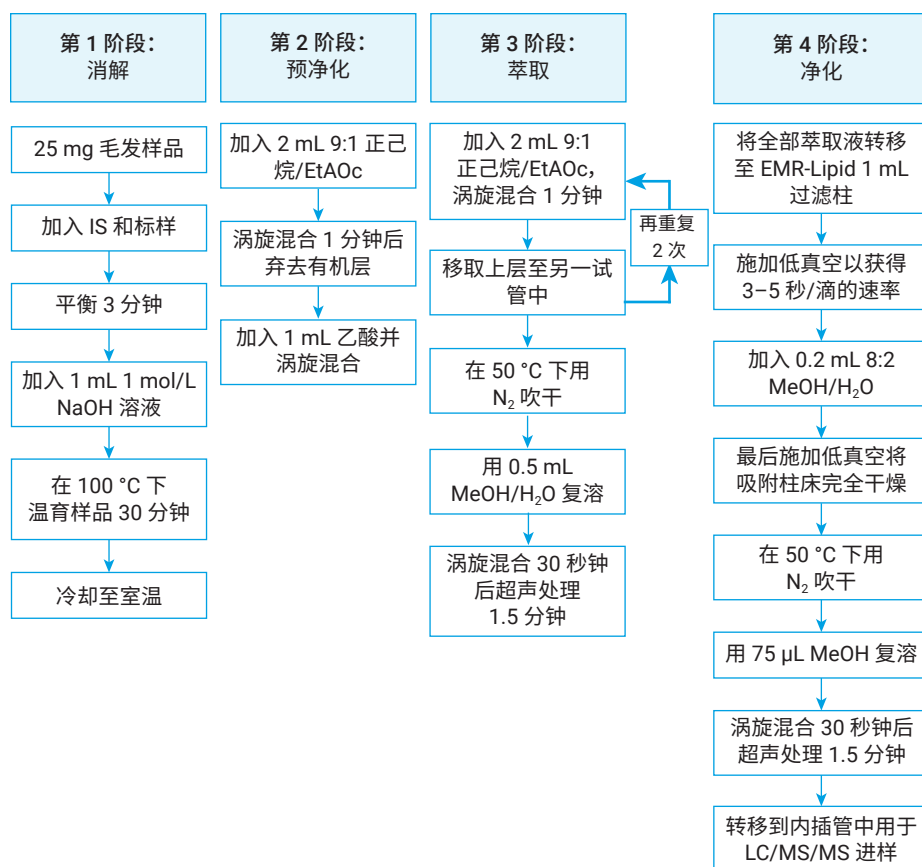 第 1 阶段：
消解
25 mg 毛发样品
加入 IS 和标样
平衡 3 分钟
加入 1 mL 1 mol/L
NaOH 溶液
在 100 °C 下
温育样品 30 分钟
冷却至室温
第 2 阶段：
预净化
加入 2 mL 9:1 正己
烷/EtAOc
涡旋混合 1 分钟后
弃去有机层
加入 1 mL 乙酸并
涡旋混合
第 3 阶段：
萃取
加入 2 mL 9:1
正己烷/EtAOc，
涡旋混合 1 分钟
再重复
2 次
移取上层至另一试
管中
在 50 °C 下用
N₂ 吹干
用 0.5 mL
MeOH/H₂O 复溶
涡旋混合 30 秒钟
后超声处理
1.5 分钟
第 4 阶段：
净化
将全部萃取液转移
至 EMR-Lipid 1 mL
过滤柱
施加低真空以获得
3–5 秒/滴的速率
加入 0.2 mL 8:2
MeOH/H₂O
最后施加低真空将
吸附柱床完全干燥
在 50 °C 下用
N₂ 吹干
用 75 µL MeOH 复溶
涡旋混合 30 秒钟后
超声处理 1.5 分钟
转移到内插管中用于
LC/MS/MS 进样